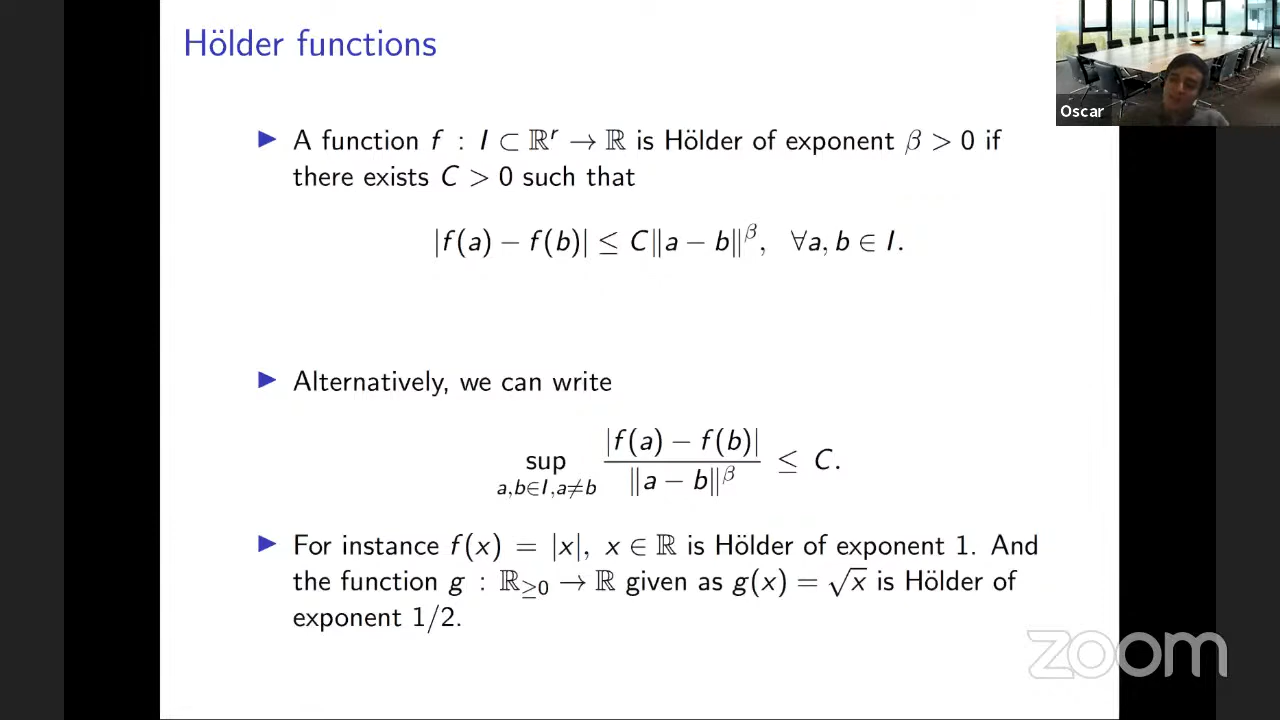 Hölder functions
Oscar
▶ A function f : I ⊂ ℝʳ → ℝ is Hölder of exponent β > 0 if
there exists C > 0 such that
|f(a) − f(b)| ≤ C‖a − b‖^β, ∀a, b ∈ I.
▶ Alternatively, we can write
sup_{a,b∈I,a≠b} |f(a) − f(b)| / ‖a − b‖^β ≤ C.
▶ For instance f(x) = |x|, x ∈ ℝ is Hölder of exponent 1. And
the function g : ℝ_{≥0} → ℝ given as g(x) = √x is Hölder of
exponent 1/2.
zoom